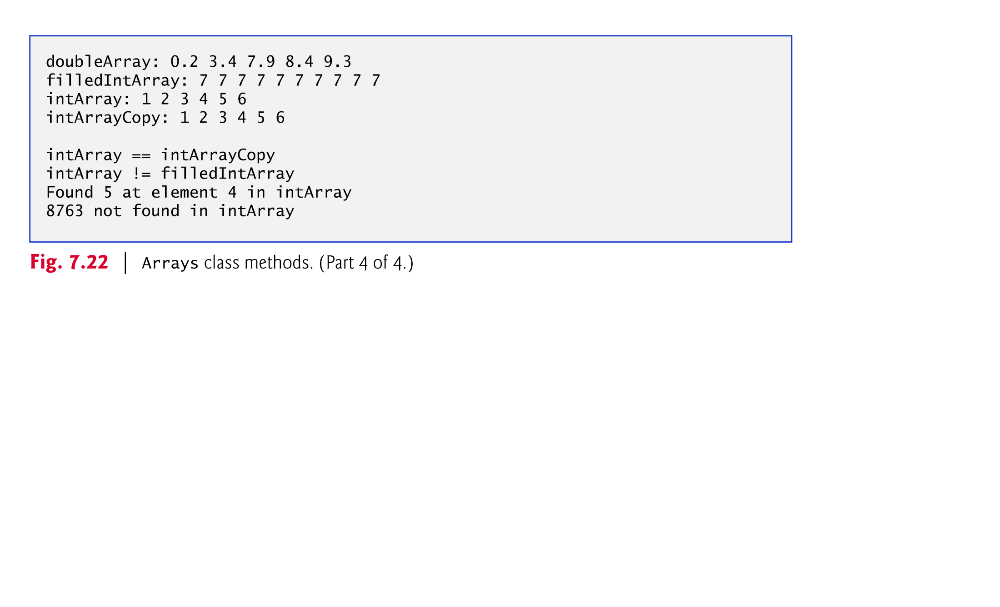 doubleArray: 0.2 3.4 7.9 8.4 9.3
filledIntArray: 7 7 7 7 7 7 7 7 7 7
intArray: 1 2 3 4 5 6
intArrayCopy: 1 2 3 4 5 6
intArray == intArrayCopy
intArray != filledIntArray
Found 5 at element 4 in intArray
8763 not found in intArray
Fig. 7.22 | Arrays class methods. (Part 4 of 4.)